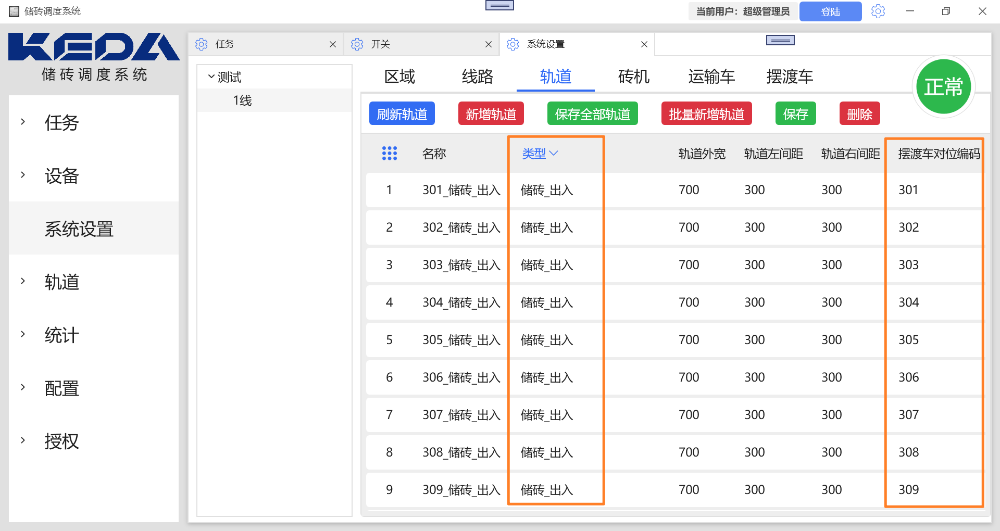 储砖调度系统
当前用户：超级管理员
登陆
KEDA
储砖调度系统
任务
开关
系统设置
测试
1线
区域 线路 轨道 砖机 运输车 摆渡车
正常
刷新轨道 新增轨道 保存全部轨道 批量新增轨道 保存 删除
任务
设备
系统设置
轨道
统计
配置
授权
名称 类型 轨道外宽 轨道左间距 轨道右间距 摆渡车对位编码
1 301_储砖_出入 储砖_出入 700 300 300 301
2 302_储砖_出入 储砖_出入 700 300 300 302
3 303_储砖_出入 储砖_出入 700 300 300 303
4 304_储砖_出入 储砖_出入 700 300 300 304
5 305_储砖_出入 储砖_出入 700 300 300 305
6 306_储砖_出入 储砖_出入 700 300 300 306
7 307_储砖_出入 储砖_出入 700 300 300 307
8 308_储砖_出入 储砖_出入 700 300 300 308
9 309_储砖_出入 储砖_出入 700 300 300 309